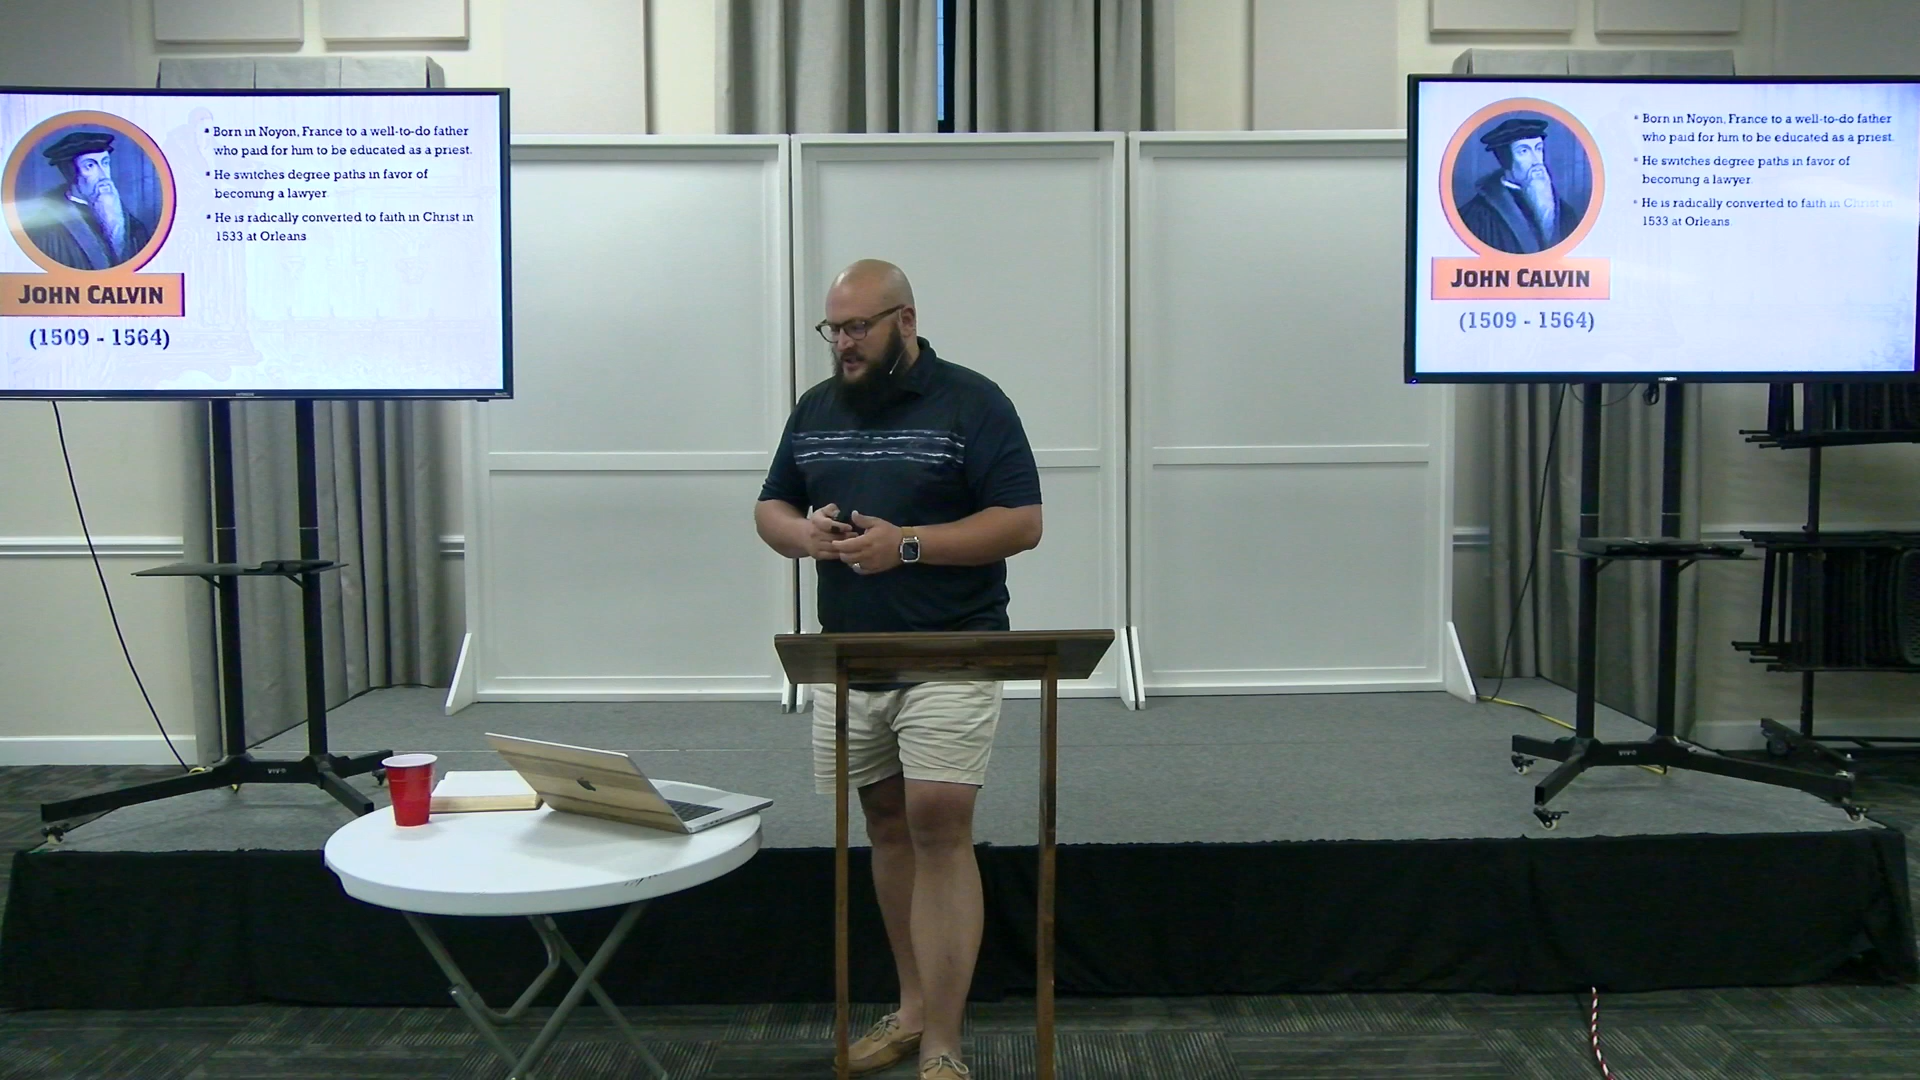 ▪ Born in Noyon, France to a well-to-do father
who paid for him to be educated as a priest.
▪ He switches degree paths in favor of
becoming a lawyer.
▪ He is radically converted to faith in Christ in
1533 at Orleans
JOHN CALVIN
(1509 - 1564)
▪ Born in Noyon, France to a well-to-do father
who paid for him to be educated as a priest.
▪ He switches degree paths in favor of
becoming a lawyer.
▪ He is radically converted to faith in Christ in
1533 at Orleans
JOHN CALVIN
(1509 - 1564)